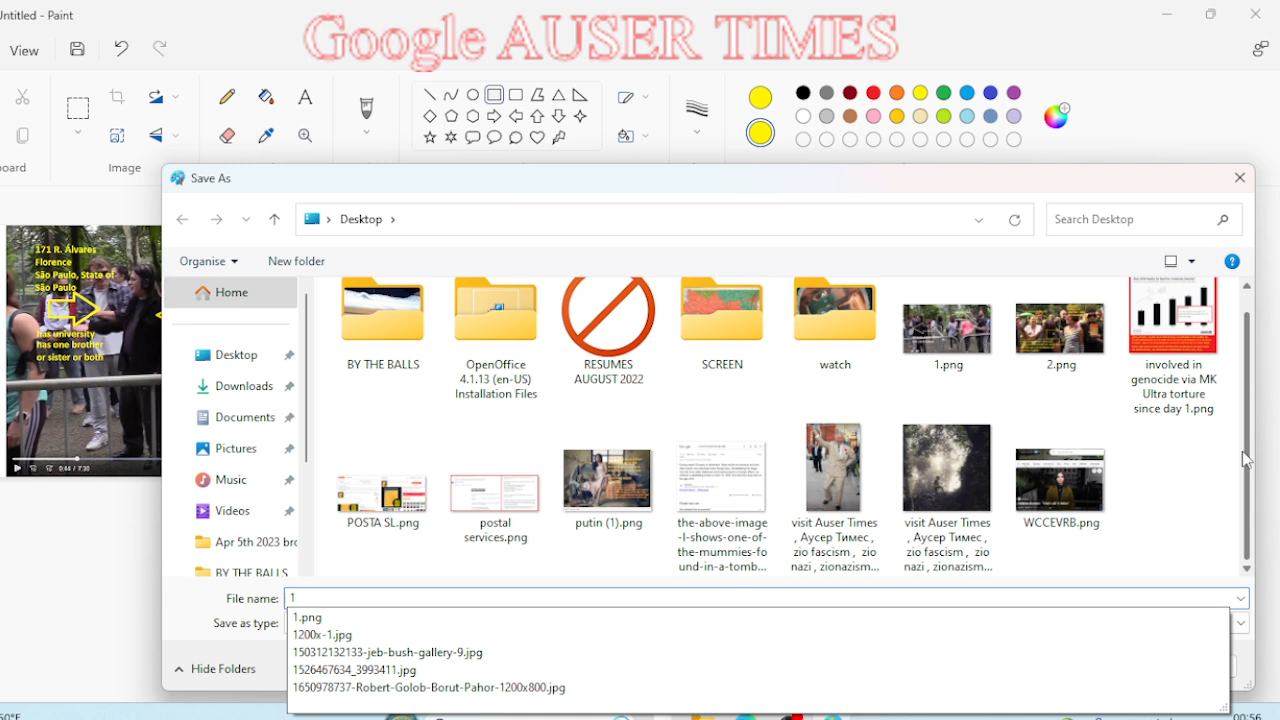 Untitled - Paint
Google AUSER TIMES
View
Image
Save As
Desktop
Search Desktop
Organise
New folder
171 R. Álvares
Florence
São Paulo, State of
São Paulo
has university
has one brother
or sister or both
0:44 / 7:30
Home
Desktop
Downloads
Documents
Pictures
Music
Videos
Apr 5th 2023 bro
BY THE BALLS
BY THE BALLS
OpenOffice
4.1.13 (en-US)
Installation Files
RESUMES
AUGUST 2022
SCREEN
watch
1.png
2.png
involved in
genocide via MK
Ultra torture
since day 1.png
POSTA SL.png
postal
services.png
putin (1).png
the-above-image
-I-shows-one-of-
the-mummies-fo
und-in-a-tomb...
visit Auser Times
, Аусер Тимес ,
zio fascism , zio
nazi , zionazism...
visit Auser Times
, Аусер Тимес ,
zio fascism , zio
nazi , zionazism...
WCCEVRB.png
File name: 1
Save as type:
1.png
1200x-1.jpg
150312132133-jeb-bush-gallery-9.jpg
1526467634_3993411.jpg
1650978737-Robert-Golob-Borut-Pahor-1200x800.jpg
Hide Folders
00:56